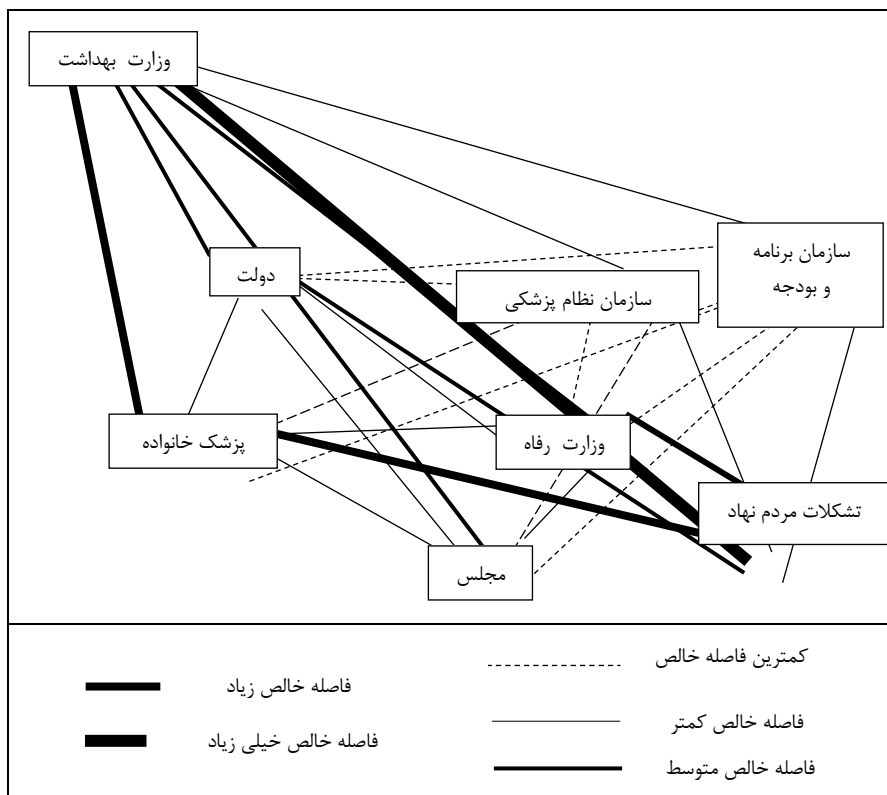 وزارت بهداشت
سازمان برنامه
و بودجه
دولت
سازمان نظام پزشکی
پزشک خانواده
وزارت رفاه
تشکلات مردم نهاد
مجلس
کمترین فاصله خالص
فاصله خالص زیاد
فاصله خالص کمتر
فاصله خالص خیلی زیاد
فاصله خالص متوسط